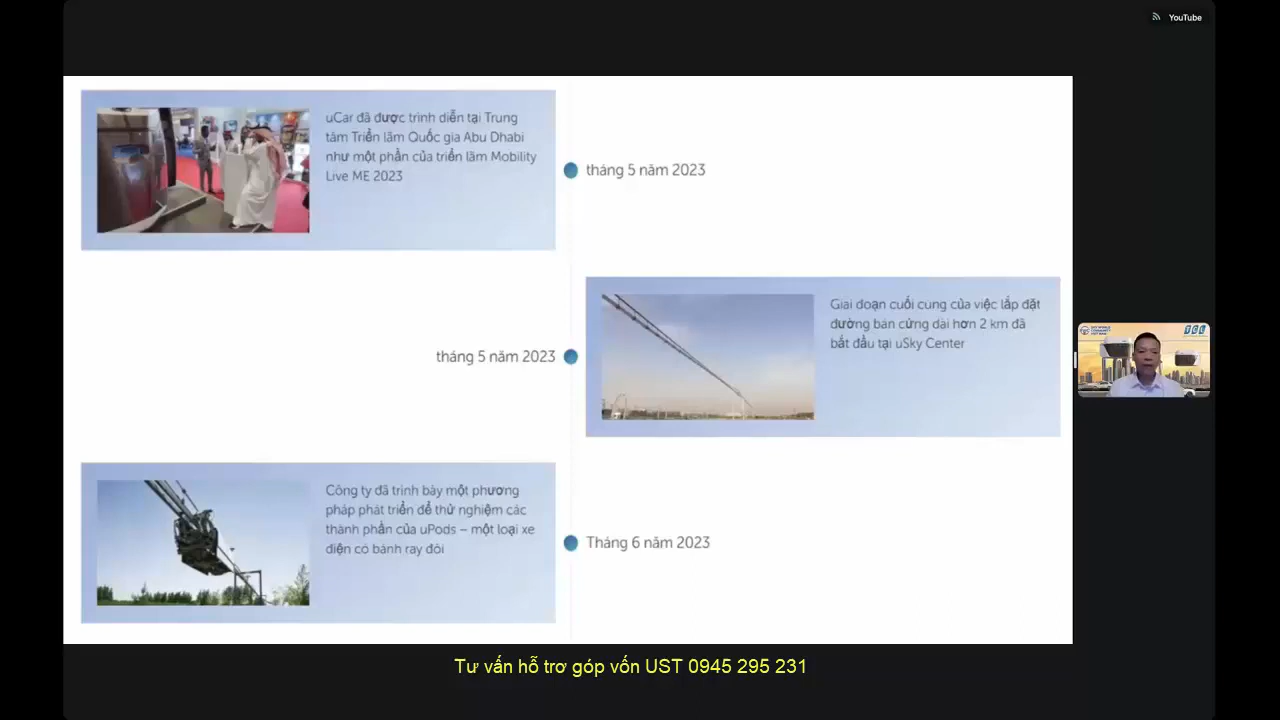 YouTube
uCar đã được trình diễn tại Trung
tâm Triển lãm Quốc gia Abu Dhabi
như một phần của triển lãm Mobility
Live ME 2023
tháng 5 năm 2023
Giai đoạn cuối cùng của việc lắp đặt
đường bán cứng dài hơn 2 km đã
bắt đầu tại uSky Center
tháng 5 năm 2023
Công ty đã trình bày một phương
pháp phát triển để thử nghiệm các
thành phần của uPods – một loại xe
điện có bánh ray đôi
Tháng 6 năm 2023
Tư vấn hỗ trơ góp vốn UST 0945 295 231